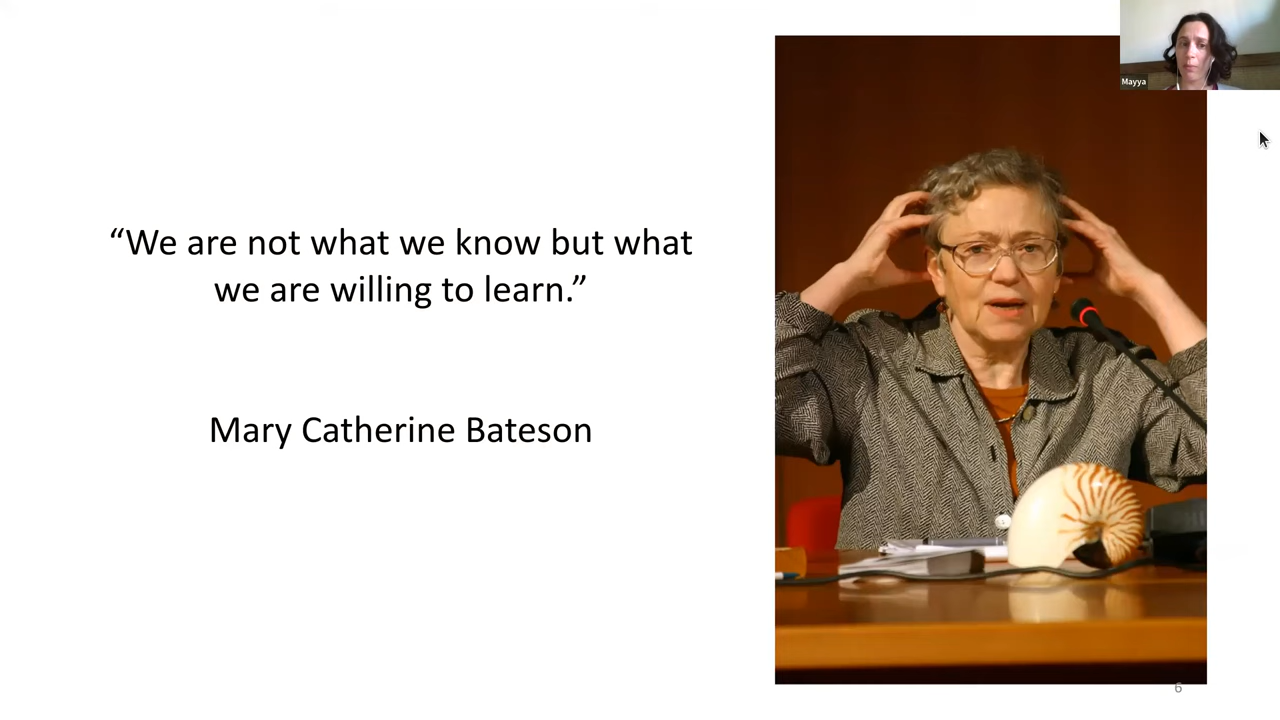 “We are not what we know but what
we are willing to learn.”
Mary Catherine Bateson
Mayya
6